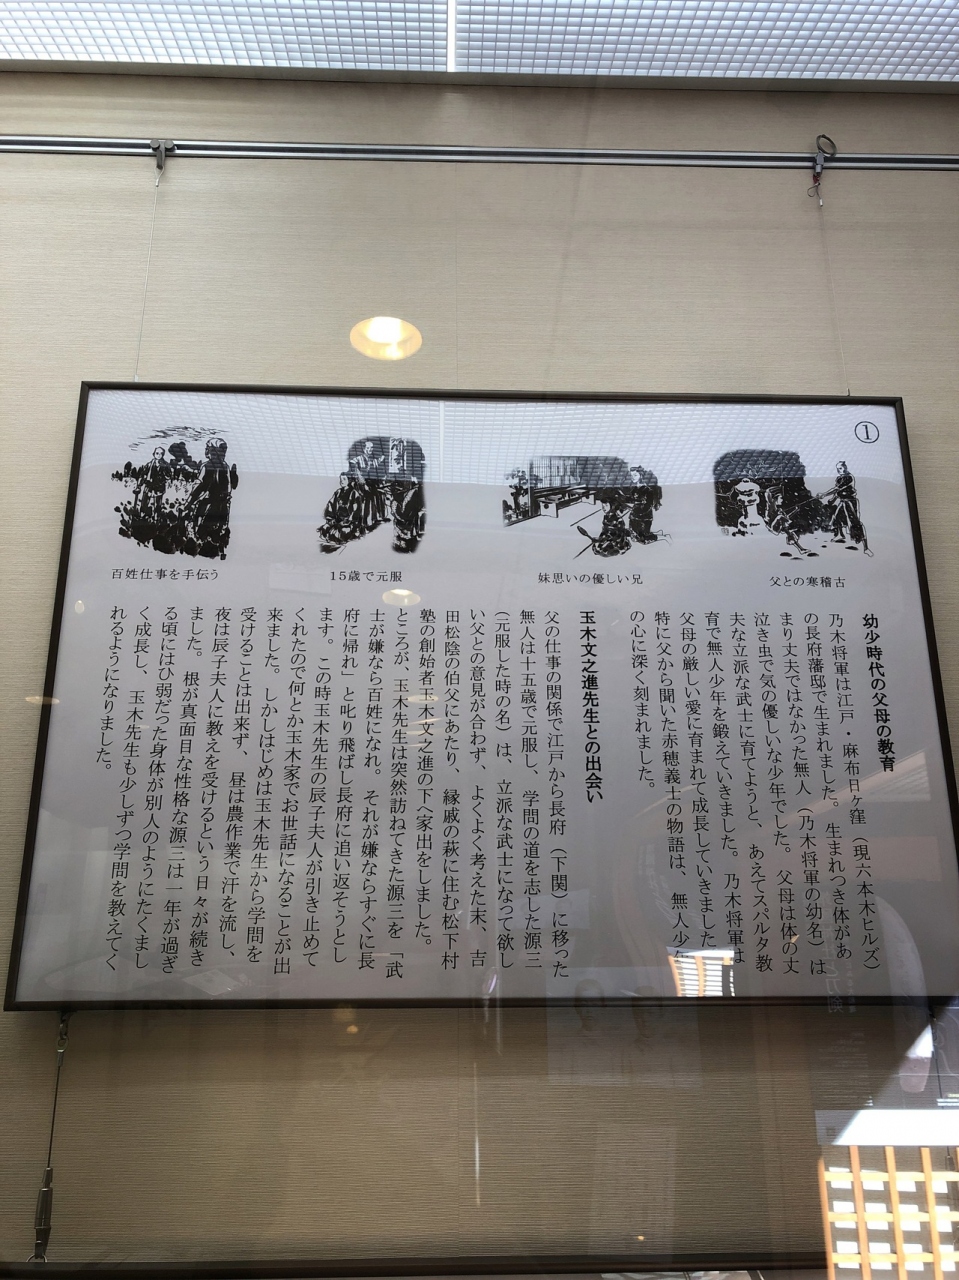 ①
父との寒稽古
妹思いの優しい兄
15歳で元服
百姓仕事を手伝う
幼少時代の父母の教育
乃木将軍は江戸・麻布日ヶ窪（現六本木ヒルズ）
の長府藩邸で生まれました。生まれつき体があ
まり丈夫ではなかった無人（乃木将軍の幼名）は
泣き虫で気の優しいな少年でした。父母は体の丈
夫な立派な武士に育てようと、あえてスパルタ教
育で無人少年を鍛えていきました。乃木将軍は
父母の厳しい愛に育まれて成長していきました
特に父から聞いた赤穂義士の物語は、無人少年
の心に深く刻まれました。
玉木文之進先生との出会い
父の仕事の関係で江戸から長府（下関）に移った
無人は十五歳で元服し、学問の道を志した源三
（元服した時の名）は、立派な武士になって欲し
い父との意見が合わず、よくよく考えた末、吉
田松陰の伯父にあたり、縁戚の萩に住む松下村
塾の創始者玉木文之進の下へ家出をしました。
ところが、玉木先生は突然訪ねてきた源三を「武
士が嫌なら百姓になれ。それが嫌ならすぐに長
府に帰れ」と叱り飛ばし長府に追い返そうとし
ます。この時玉木先生の辰子夫人が引き止めて
くれたので何とか玉木家でお世話になることが出
来ました。しかしはじめは玉木先生から学問を
受けることは出来ず、昼は農作業で汗を流し、
夜は辰子夫人に教えを受けるという日々が続き
ました。根が真面目な性格な源三は一年が過ぎ
る頃にはひ弱だった身体が別人のようにたくまし
く成長し、玉木先生も少しずつ学問を教えてく
れるようになりました。